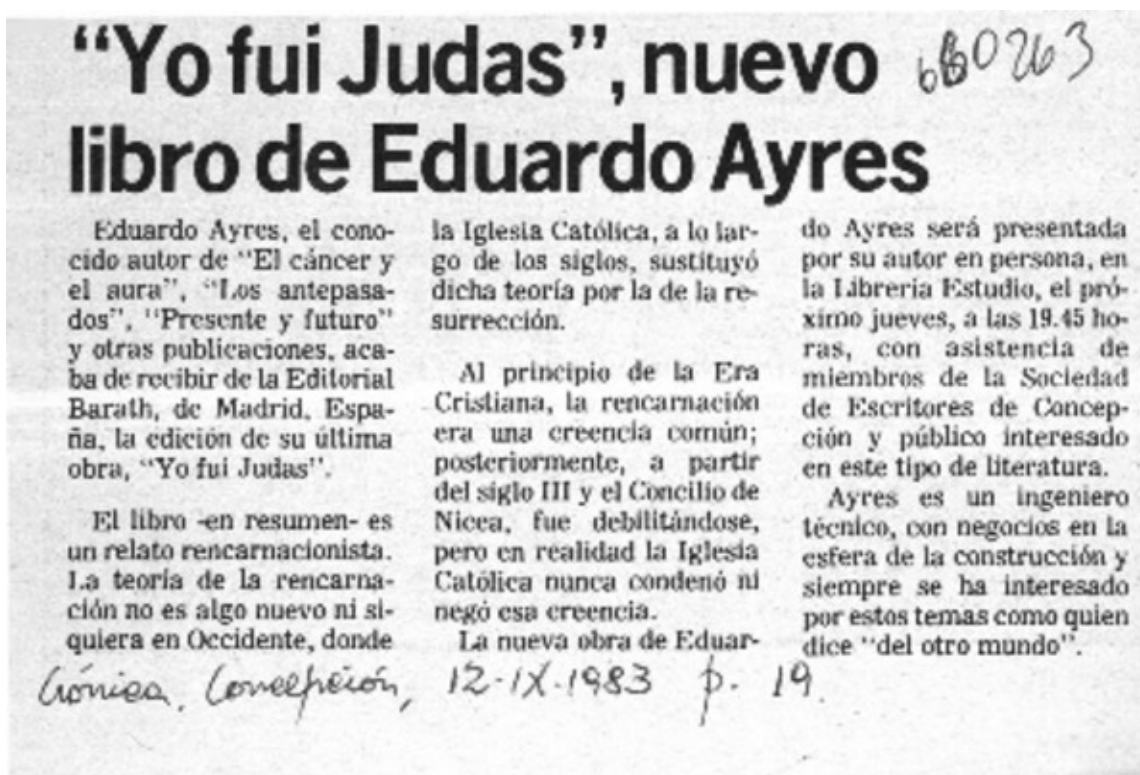 “Yo fui Judas”, nuevo
libro de Eduardo Ayres
Eduardo Ayres, el cono-
cido autor de “El cáncer y
el aura”, “Los antepasa-
dos”, “Presente y futuro”
y otras publicaciones, aca-
ba de recibir de la Editorial
Barath, de Madrid, Espa-
ña, la edición de su última
obra, “Yo fui Judas”.
El libro -en resumen- es
un relato rencarnacionista.
La teoría de la rencarna-
ción no es algo nuevo ni si-
quiera en Occidente, donde
la Iglesia Católica, a lo lar-
go de los siglos, sustituyó
dicha teoría por la de la re-
surrección.
Al principio de la Era
Cristiana, la rencarnación
era una creencia común;
posteriormente, a partir
del siglo III y el Concilio de
Nicea, fue debilitándose,
pero en realidad la Iglesia
Católica nunca condenó ni
negó esa creencia.
La nueva obra de Eduar-
do Ayres será presentada
por su autor en persona, en
la Librería Estudio, el pró-
ximo jueves, a las 19.45 ho-
ras, con asistencia de
miembros de la Sociedad
de Escritores de Concep-
ción y público interesado
en este tipo de literatura.
Ayres es un ingeniero
técnico, con negocios en la
esfera de la construcción y
siempre se ha interesado
por estos temas como quien
dice “del otro mundo”.
Crónica, Concepción, 12-IX-1983 p. 19